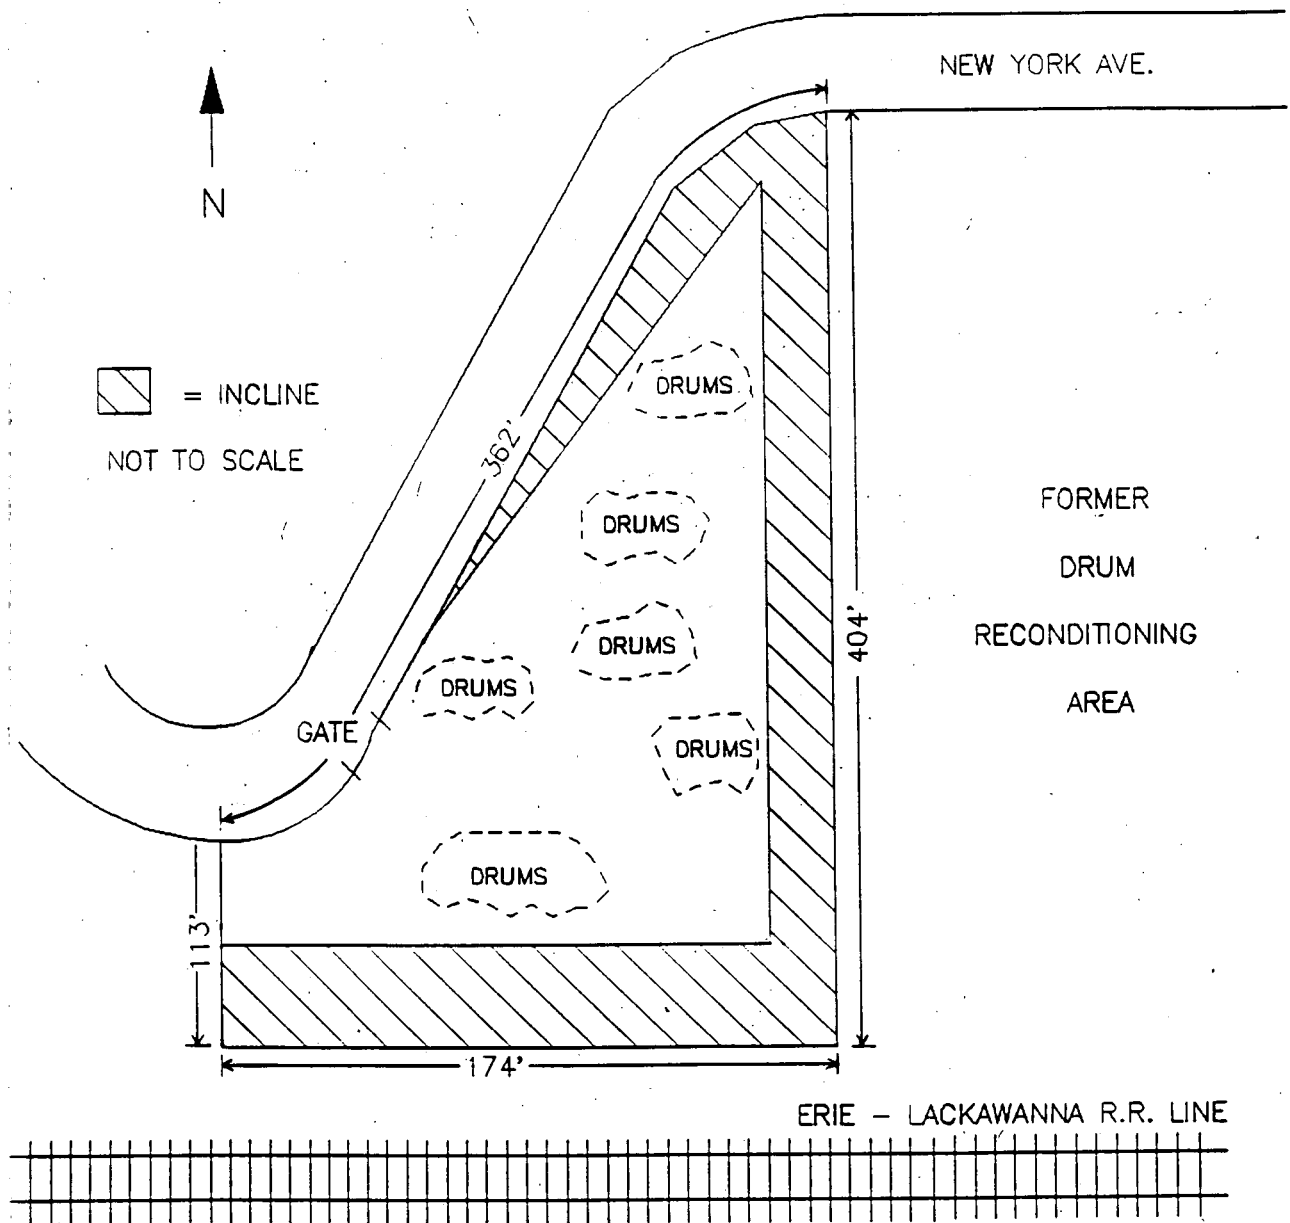 NEW YORK AVE.
N
= INCLINE
NOT TO SCALE
362'
DRUMS
DRUMS
DRUMS
DRUMS
DRUMS
DRUMS
GATE
404'
113'
174'
FORMER
DRUM
RECONDITIONING
AREA
ERIE - LACKAWANNA R.R. LINE